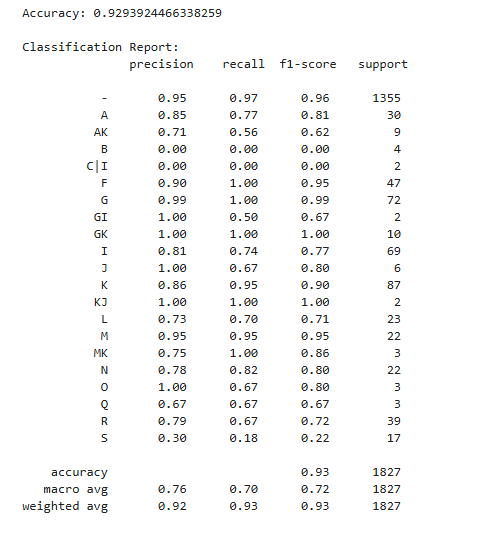 Accuracy: 0.9293924466338259
Classification Report:
precision recall f1-score support
- 0.95 0.97 0.96 1355
A 0.85 0.77 0.81 30
AK 0.71 0.56 0.62 9
B 0.00 0.00 0.00 4
C|I 0.00 0.00 0.00 2
F 0.90 1.00 0.95 47
G 0.99 1.00 0.99 72
GI 1.00 0.50 0.67 2
GK 1.00 1.00 1.00 10
I 0.81 0.74 0.77 69
J 1.00 0.67 0.80 6
K 0.86 0.95 0.90 87
KJ 1.00 1.00 1.00 2
L 0.73 0.70 0.71 23
M 0.95 0.95 0.95 22
MK 0.75 1.00 0.86 3
N 0.78 0.82 0.80 22
O 1.00 0.67 0.80 3
Q 0.67 0.67 0.67 3
R 0.79 0.67 0.72 39
S 0.30 0.18 0.22 17
accuracy 0.93 1827
macro avg 0.76 0.70 0.72 1827
weighted avg 0.92 0.93 0.93 1827